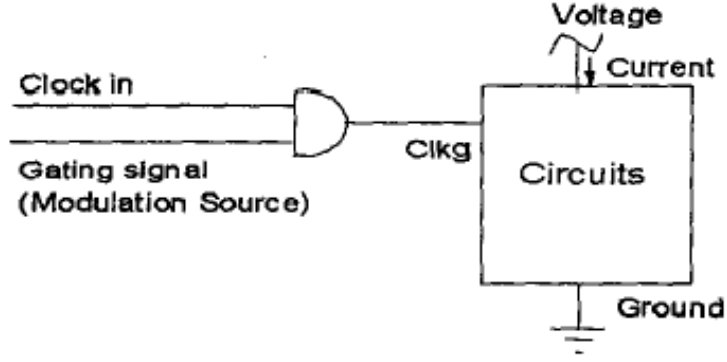 Voltage
Clock in
Current
Clkg
Gating signal
(Modulation Source)
Circuits
Ground